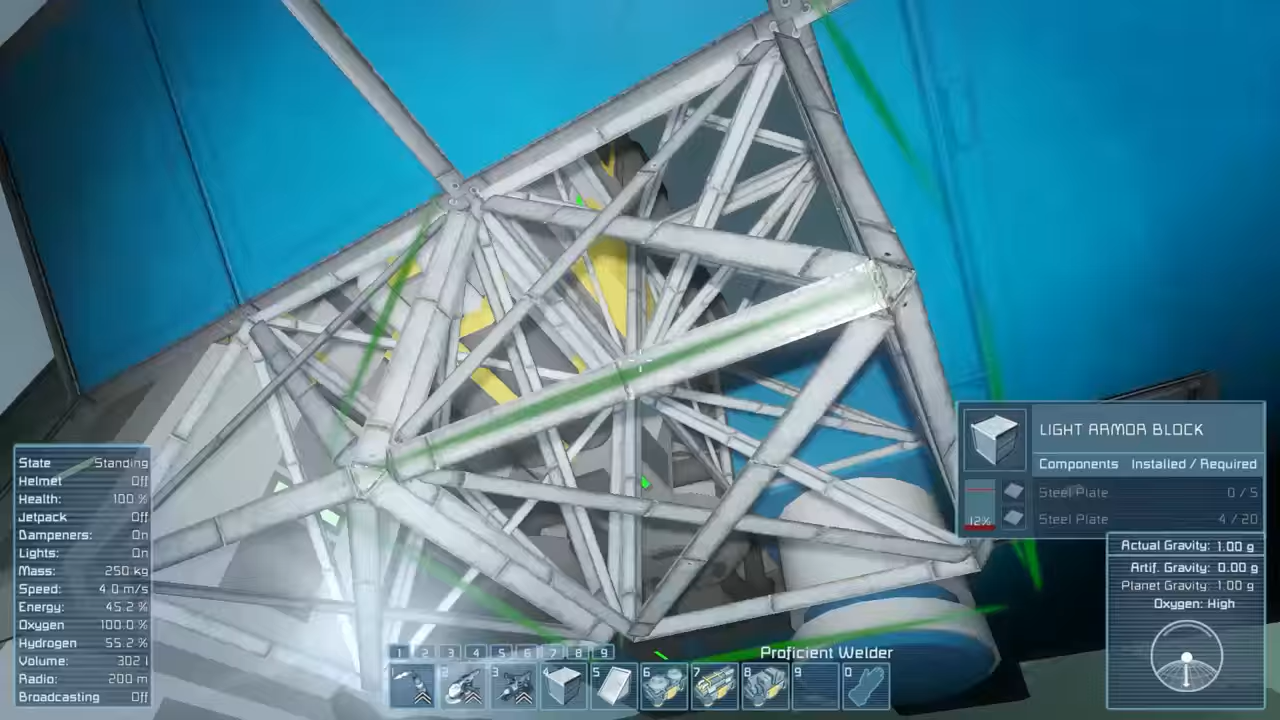 LIGHT ARMOR BLOCK
Components Installed / Required
Steel Plate 0 / 5
12%
Steel Plate 4 / 20
State Standing
Helmet Off
Health: 100 %
Jetpack Off
Dampeners: On
Lights: On
Mass: 250 kg
Speed: 4.0 m/s
Energy: 45.2 %
Oxygen 100.0 %
Hydrogen 55.2 %
Volume: 302 l
Radio: 200 m
Broadcasting Off
Actual Gravity: 1.00 g
Artif. Gravity: 0.00 g
Planet Gravity: 1.00 g
Oxygen: High
1 2 3 4 5 6 7 8 9
Proficient Welder
1 2 3 4 5 6 7 8 9 0